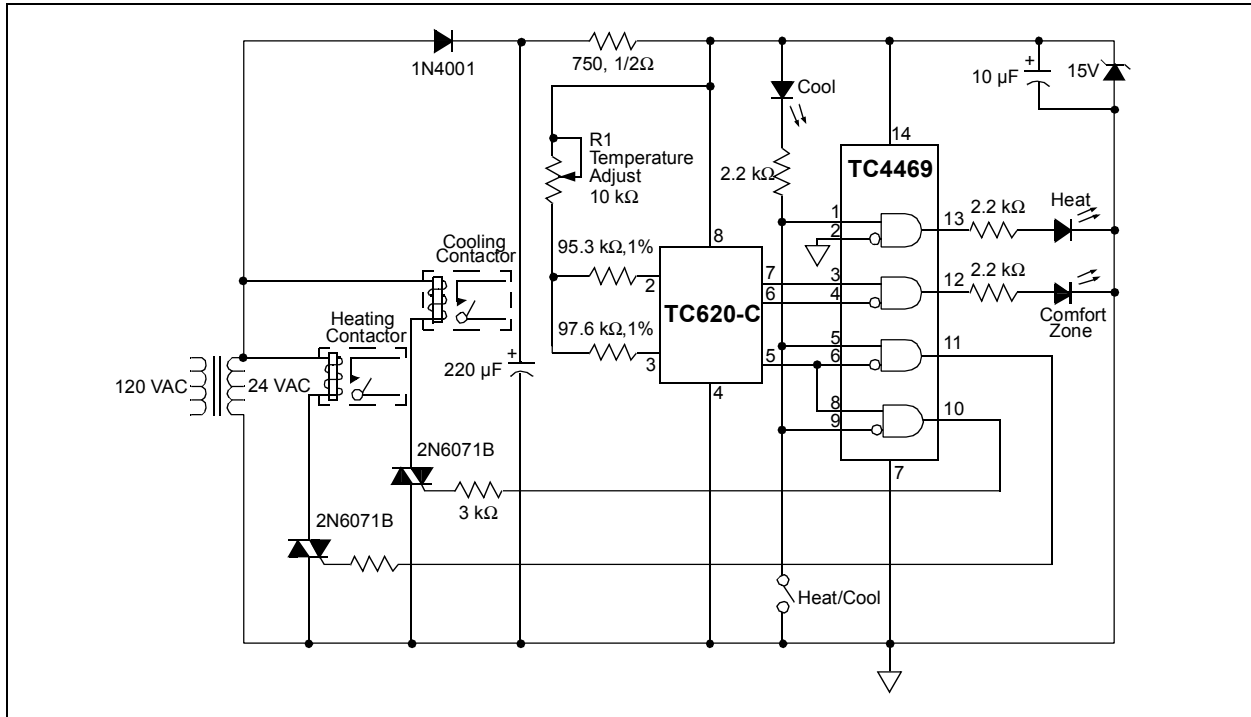 1N4001
750, 1/2Ω
10 µF
+
15V
Cool
R1
Temperature
Adjust
10 kΩ
2.2 kΩ
14
TC4469
2.2 kΩ
Heat
1
2
13
Cooling
Contactor
95.3 kΩ,1%
2
8
7
6
3
4
12
2.2 kΩ
Comfort
Zone
TC620-C
Heating
Contactor
97.6 kΩ,1%
3
5
4
5
6
11
+
220 µF
120 VAC
24 VAC
8
9
10
7
2N6071B
3 kΩ
2N6071B
Heat/Cool